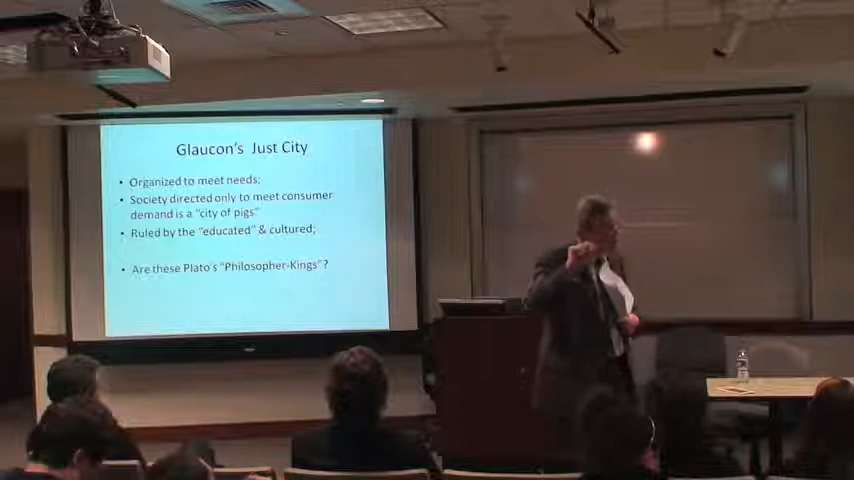 Glaucon's Just City
• Organized to meet needs;
• Society directed only to meet consumer
demand is a "city of pigs"
• Ruled by the "educated" & cultured;
• Are these Plato's "Philosopher-Kings"?